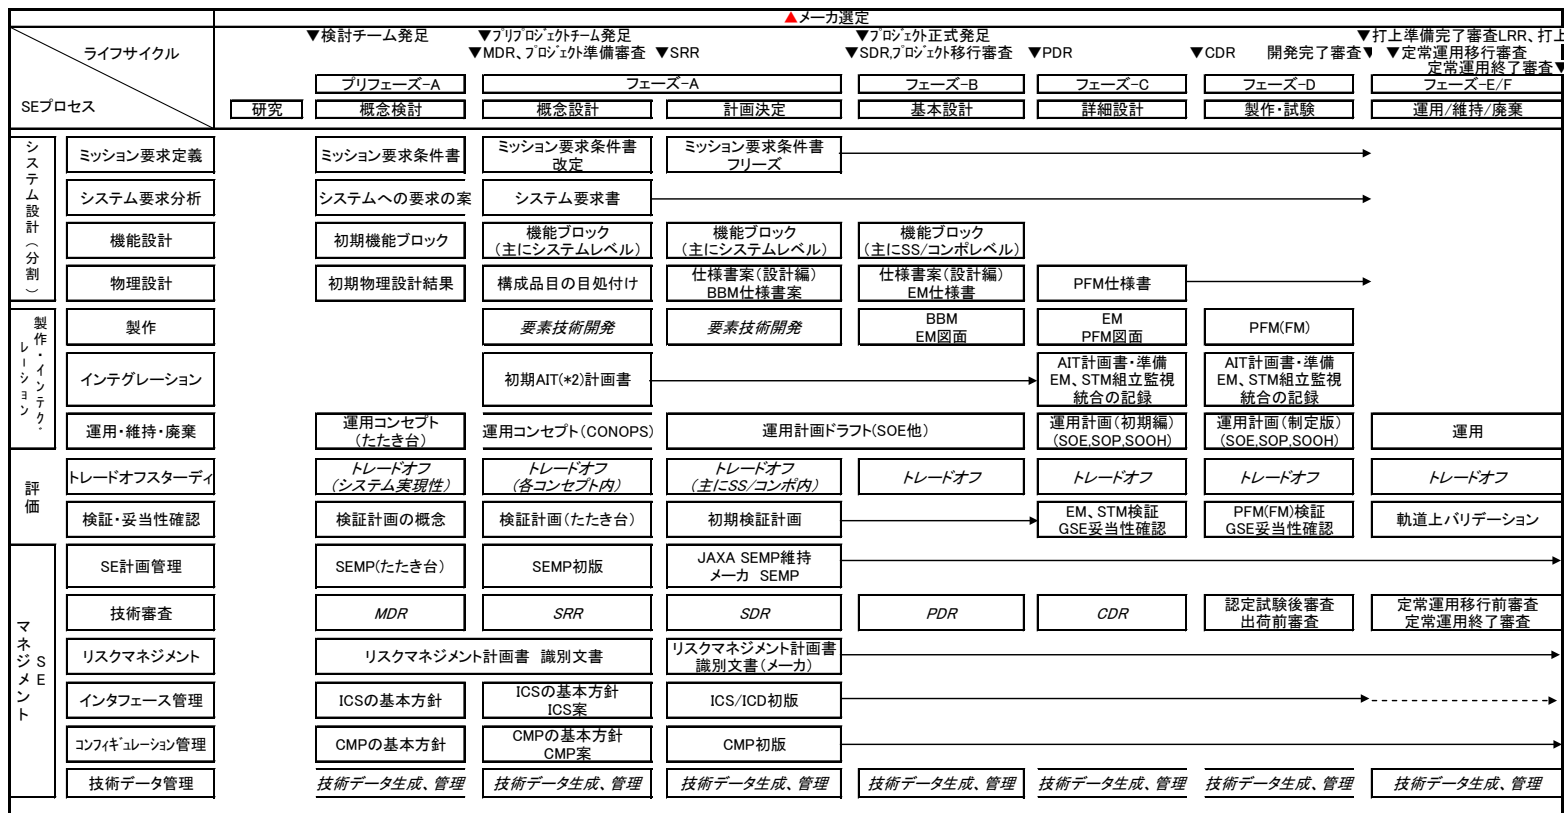 ▲メーカ選定
ライフサイクル
SEプロセス
▼検討チーム発足
▼プリプロジェクトチーム発足
▼MDR、プロジェクト準備審査
▼SRR
▼プロジェクト正式発足
▼SDR,プロジェクト移行審査
▼PDR
▼CDR
開発完了審査▼
▼打上準備完了審査LRR、打上
▼定常運用移行審査
定常運用終了審査▼
プリフェーズ-A
フェーズ-A
フェーズ-B
フェーズ-C
フェーズ-D
フェーズ-E/F
研究
概念検討
概念設計
計画決定
基本設計
詳細設計
製作・試験
運用/維持/廃棄
システム設計(分割)
ミッション要求定義
ミッション要求条件書
ミッション要求条件書
改定
ミッション要求条件書
フリーズ
システム要求分析
システムへの要求の案
システム要求書
機能設計
初期機能ブロック
機能ブロック
(主にシステムレベル)
機能ブロック
(主にシステムレベル)
機能ブロック
(主にSS/コンポレベル)
物理設計
初期物理設計結果
構成品目の目処付け
仕様書案(設計編)
BBM仕様書案
仕様書案(設計編)
EM仕様書
PFM仕様書
製作・インテグ
レーション
製作
要素技術開発
要素技術開発
BBM
EM図面
EM
PFM図面
PFM(FM)
インテグレーション
初期AIT(*2)計画書
AIT計画書・準備
EM、STM組立監視
統合の記録
AIT計画書・準備
EM、STM組立監視
統合の記録
運用・維持・廃棄
運用コンセプト
(たたき台)
運用コンセプト(CONOPS)
運用計画ドラフト(SOE他)
運用計画(初期編)
(SOE,SOP,SOOH)
運用計画(制定版)
(SOE,SOP,SOOH)
運用
評価
トレードオフスターディ
トレードオフ
(システム実現性)
トレードオフ
(各コンセプト内)
トレードオフ
(主にSS/コンポ内)
トレードオフ
トレードオフ
トレードオフ
トレードオフ
検証・妥当性確認
検証計画の概念
検証計画(たたき台)
初期検証計画
EM、STM検証
GSE妥当性確認
PFM(FM)検証
GSE妥当性確認
軌道上バリデーション
SE
マネジメント
SE計画管理
SEMP(たたき台)
SEMP初版
JAXA SEMP維持
メーカ SEMP
技術審査
MDR
SRR
SDR
PDR
CDR
認定試験後審査
出荷前審査
定常運用移行前審査
定常運用終了審査
リスクマネジメント
リスクマネジメント計画書 識別文書
リスクマネジメント計画書
識別文書(メーカ)
インタフェース管理
ICSの基本方針
ICSの基本方針
ICS案
ICS/ICD初版
コンフィギュレーション管理
CMPの基本方針
CMPの基本方針
CMP案
CMP初版
技術データ管理
技術データ生成、管理
技術データ生成、管理
技術データ生成、管理
技術データ生成、管理
技術データ生成、管理
技術データ生成、管理
技術データ生成、管理